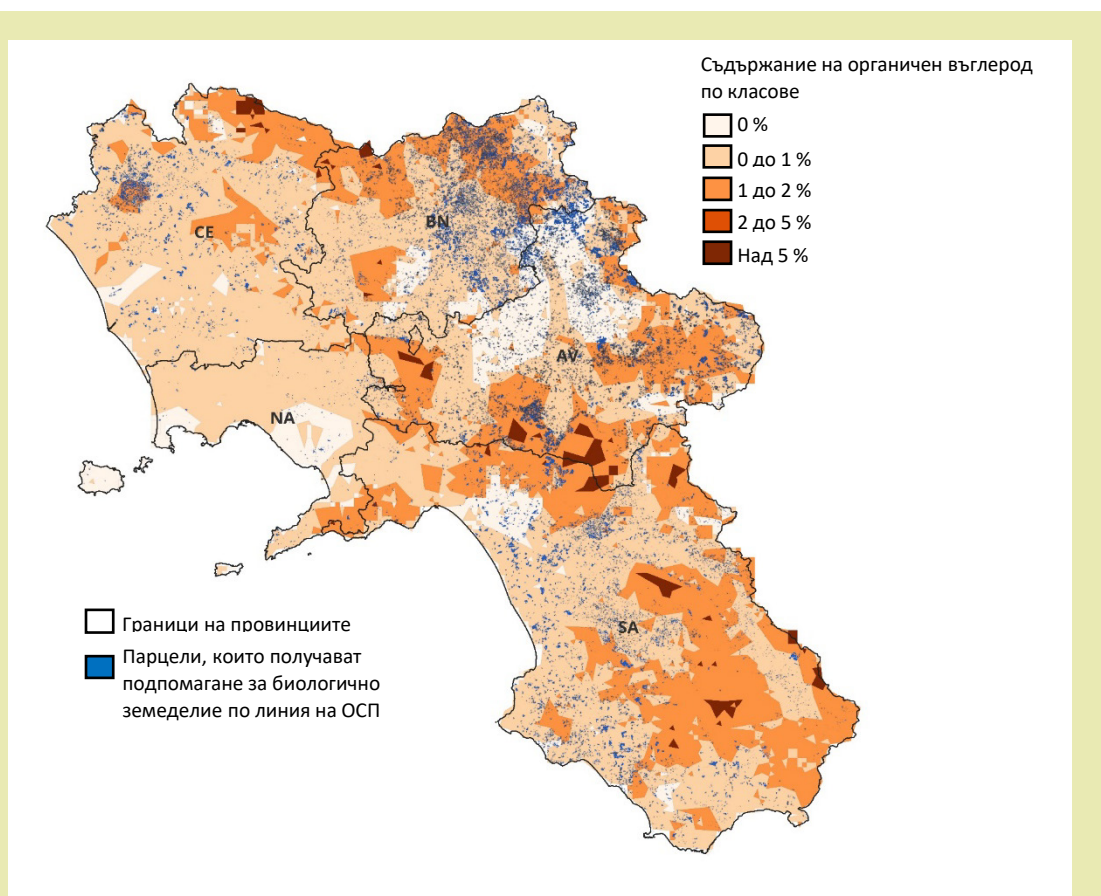 Съдържание на органичен въглерод
по класове
0 %
0 до 1 %
1 до 2 %
2 до 5 %
Над 5 %
CE
BN
AV
NA
SA
Граници на провинциите
Парцели, които получават
подпомагане за биологично
земеделие по линия на ОСП